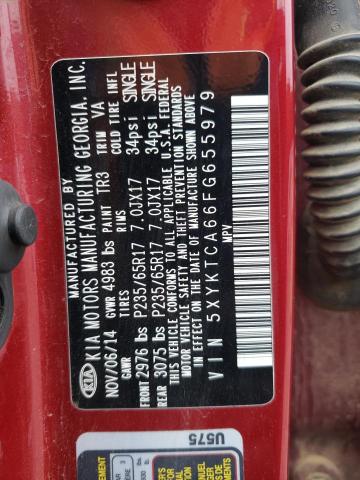 MANUFACTURED BY
KIA KIA MOTORS MANUFACTURING GEORGIA, INC.
NOV/06/14 GVWR 4983 lbs PAINT TR3 TRIM VA
GAWR TIRES RIMS COLD TIRE INFL
FRONT 2976 lbs P235/65R17 7.0JX17 34psi SINGLE
REAR 3075 lbs P235/65R17 7.0JX17 34psi SINGLE
THIS VEHICLE CONFORMS TO ALL APPLICABLE U.S.A. FEDERAL
MOTOR VEHICLE SAFETY AND THEFT PREVENTION STANDARDS
IN EFFECT ON THE DATE OF MANUFACTURE SHOWN ABOVE
VIN 5XYKTCA66FG655979
MPV
U575